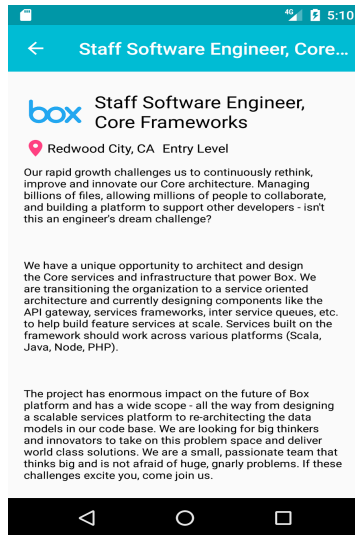 4G 5:10
Staff Software Engineer, Core...
box
Staff Software Engineer,
Core Frameworks
Redwood City, CA Entry Level
Our rapid growth challenges us to continuously rethink,
improve and innovate our Core architecture. Managing
billions of files, allowing millions of people to collaborate,
and building a platform to support other developers - isn't
this an engineer's dream challenge?
We have a unique opportunity to architect and design
the Core services and infrastructure that power Box. We
are transitioning the organization to a service oriented
architecture and currently designing components like the
API gateway, services frameworks, inter service queues, etc.
to help build feature services at scale. Services built on the
framework should work across various platforms (Scala,
Java, Node, PHP).
The project has enormous impact on the future of Box
platform and has a wide scope - all the way from designing
a scalable services platform to re-architecting the data
models in our code base. We are looking for big thinkers
and innovators to take on this problem space and deliver
world class solutions. We are a small, passionate team that
thinks big and is not afraid of huge, gnarly problems. If these
challenges excite you, come join us.